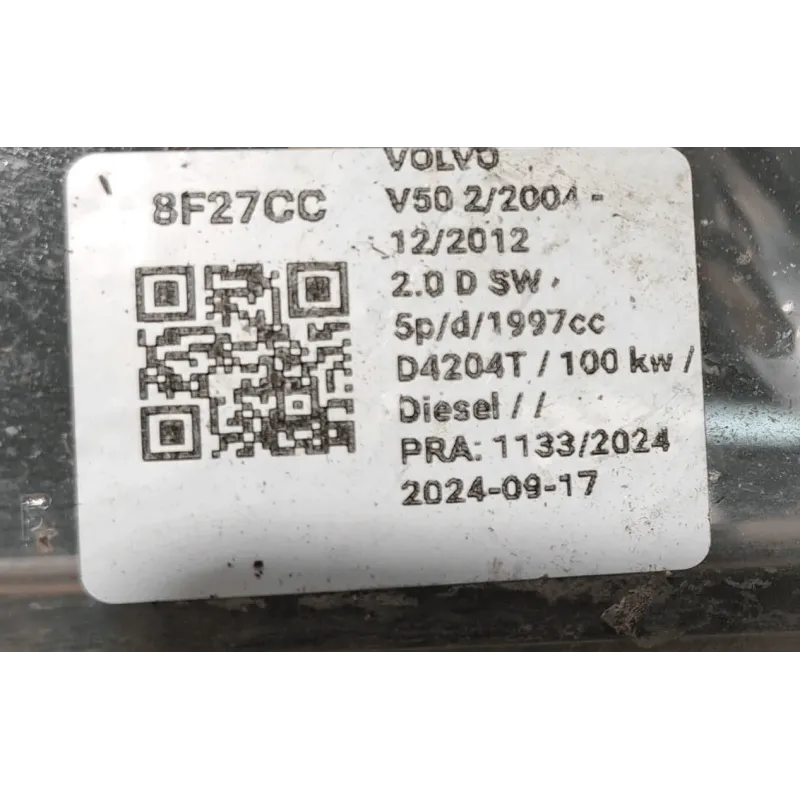 8F27CC
VOLVO
V50 2/2004 -
12/2012
2.0 D SW
5p/d/1997cc
D4204T / 100 kw /
Diesel / /
PRA: 1133/2024
2024-09-17